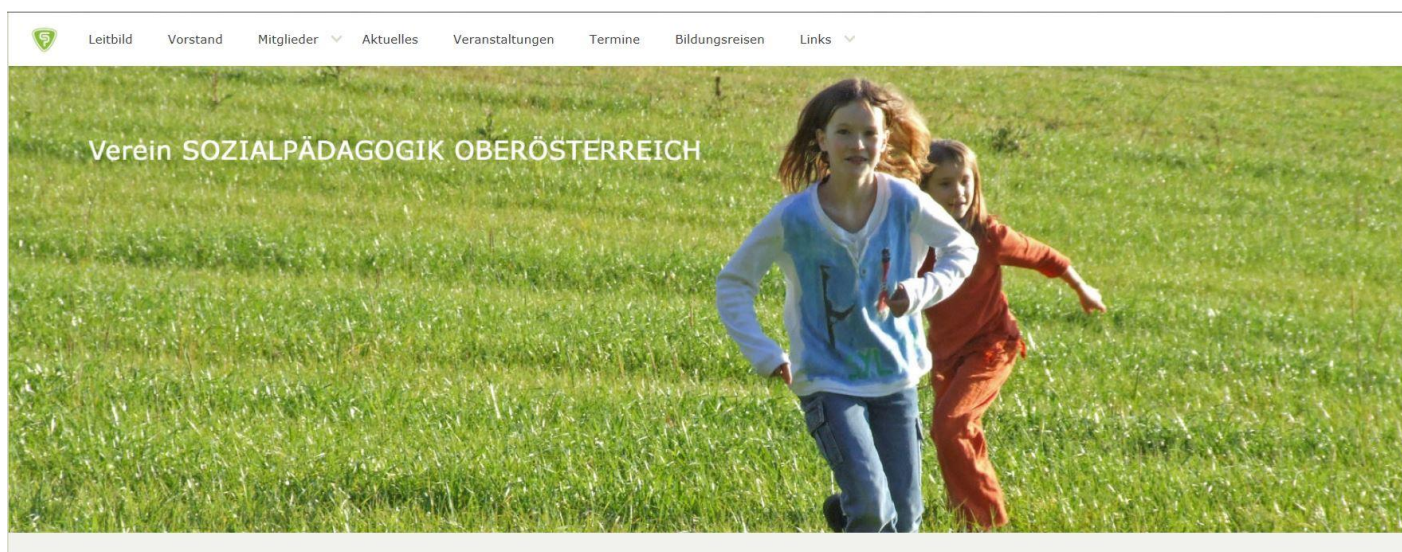 Leitbild Vorstand Mitglieder Aktuelles Veranstaltungen Termine Bildungsreisen Links
Verein SOZIALPÄDAGOGIK OBERÖSTERREICH